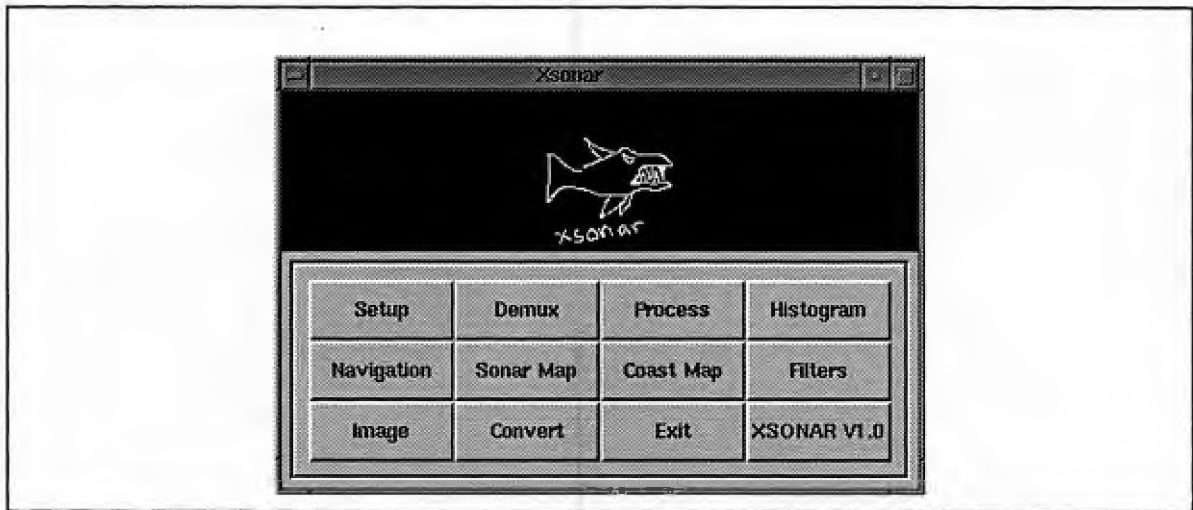 Xsonar
xsonar
Setup Demux Process Histogram
Navigation Sonar Map Coast Map Filters
Image Convert Exit XSONAR V1.0